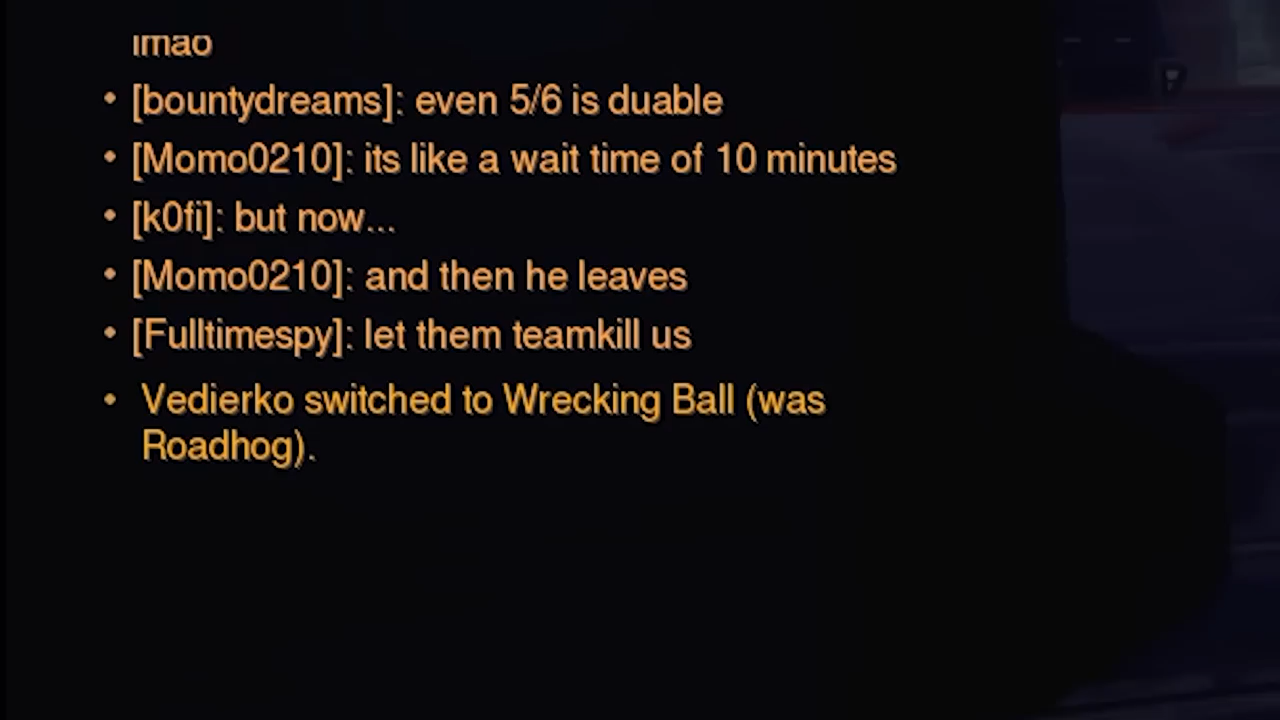 lmao
• [bountydreams]: even 5/6 is duable
• [Momo0210]: its like a wait time of 10 minutes
• [k0fi]: but now...
• [Momo0210]: and then he leaves
• [Fulltimespy]: let them teamkill us
• Vedierko switched to Wrecking Ball (was
Roadhog).